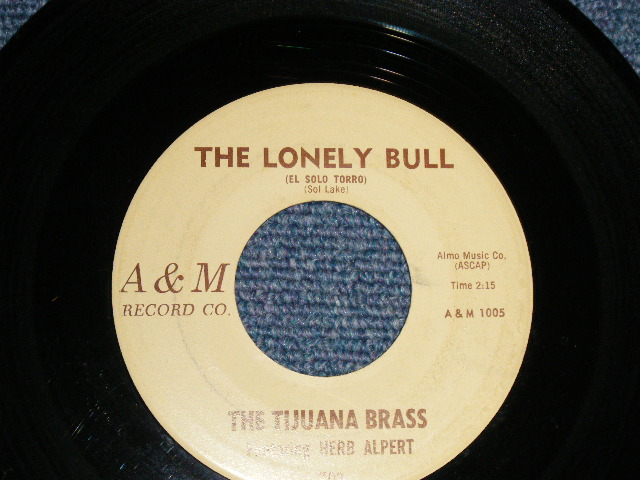 THE LONELY BULL
(EL SOLO TORRO)
(Sol Lake)
A & M
RECORD CO.
Almo Music Co.
(ASCAP)
Time 2:15
A & M 1005
THE TIJUANA BRASS
featuring HERB ALPERT